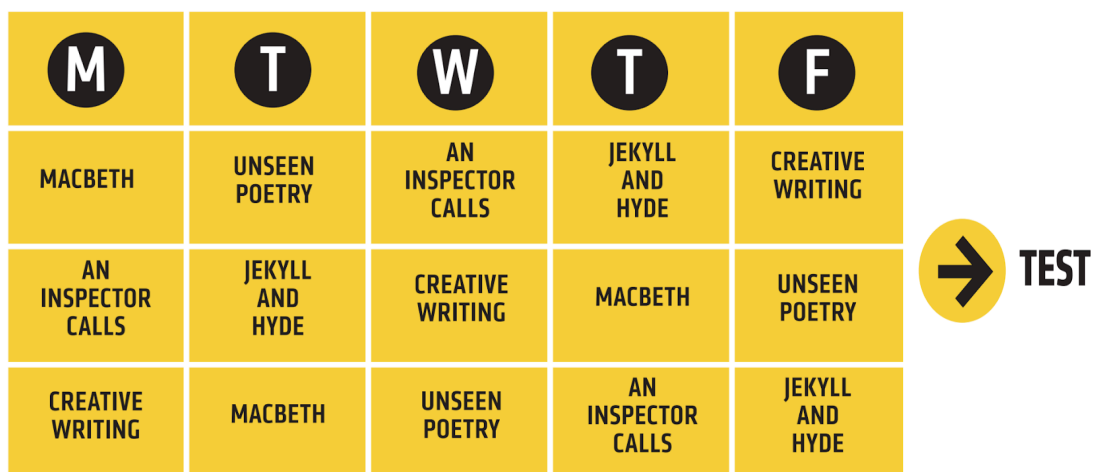 M T W T F
MACBETH
UNSEEN
POETRY
AN
INSPECTOR
CALLS
JEKYLL
AND
HYDE
CREATIVE
WRITING
AN
INSPECTOR
CALLS
JEKYLL
AND
HYDE
CREATIVE
WRITING
MACBETH
UNSEEN
POETRY
TEST
CREATIVE
WRITING
MACBETH
UNSEEN
POETRY
AN
INSPECTOR
CALLS
JEKYLL
AND
HYDE